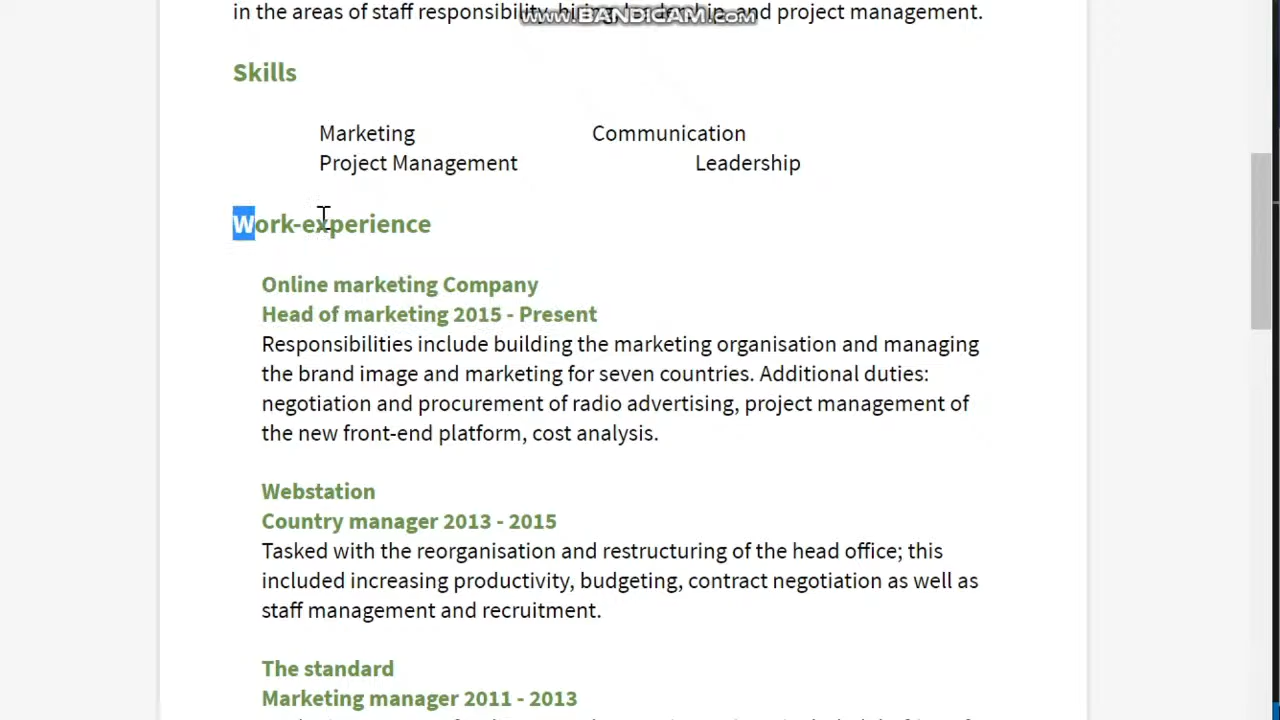 in the areas of staff responsibility, hiring, leadership, and project management.
www.BANDICAM.com
Skills
Marketing Communication
Project Management Leadership
Work-experience
Online marketing Company
Head of marketing 2015 - Present
Responsibilities include building the marketing organisation and managing
the brand image and marketing for seven countries. Additional duties:
negotiation and procurement of radio advertising, project management of
the new front-end platform, cost analysis.
Webstation
Country manager 2013 - 2015
Tasked with the reorganisation and restructuring of the head office; this
included increasing productivity, budgeting, contract negotiation as well as
staff management and recruitment.
The standard
Marketing manager 2011 - 2013